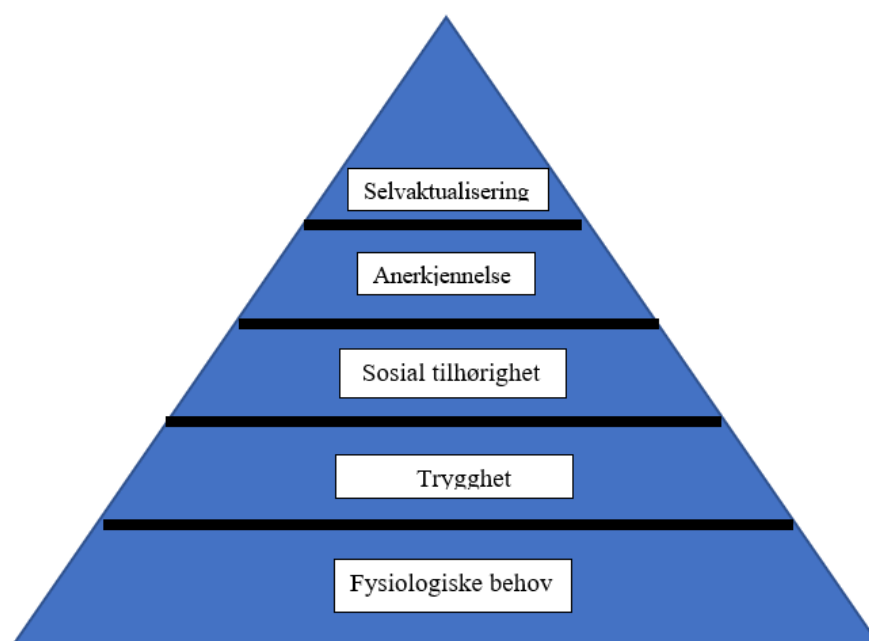 Selvaktualisering
Anerkjennelse
Sosial tilhørighet
Trygghet
Fysiologiske behov